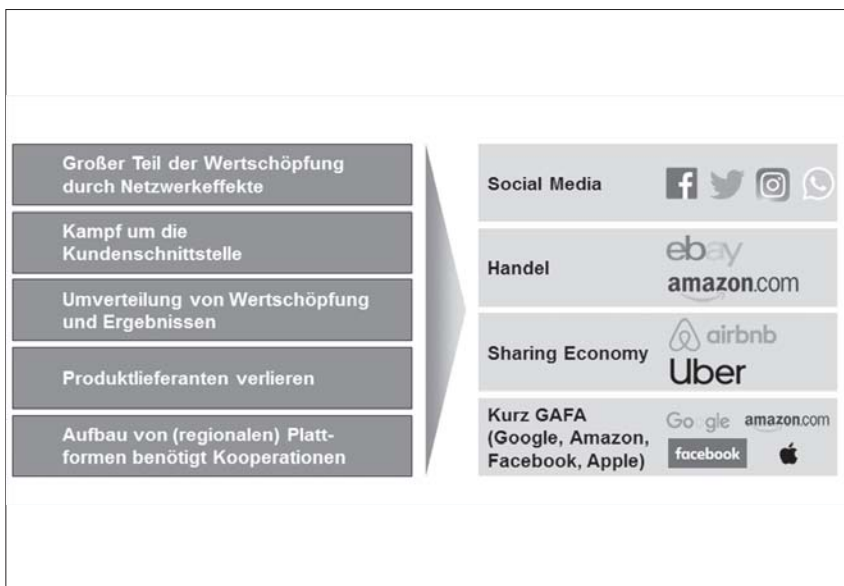 Großer Teil der Wertschöpfung
durch Netzwerkeffekte
Kampf um die
Kundenschnittstelle
Umverteilung von Wertschöpfung
und Ergebnissen
Produktlieferanten verlieren
Aufbau von (regionalen) Platt-
formen benötigt Kooperationen
Social Media
Handel
ebay
amazon.com
Sharing Economy
airbnb
Uber
Kurz GAFA
(Google, Amazon,
Facebook, Apple)
Google amazon.com
facebook